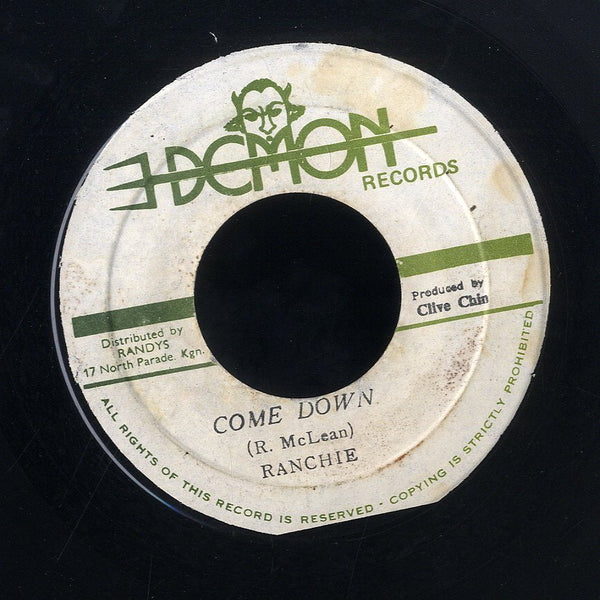 DEMON
RECORDS
Produced by
Clive Chin
Distributed by
RANDYS
17 North Parade. Kgn.
COME DOWN
(R. McLean)
RANCHIE
ALL RIGHTS OF THIS RECORD IS RESERVED - COPYING IS STRICTLY PROHIBITED